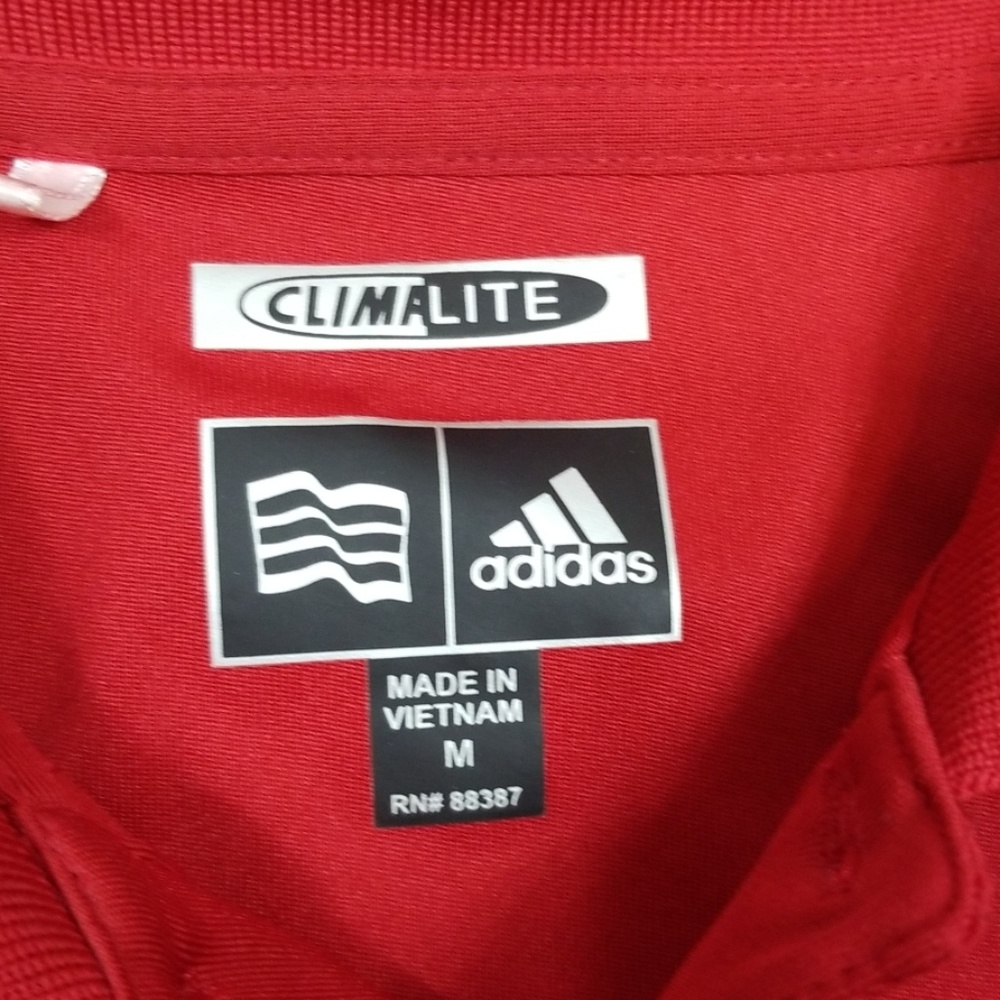 CLIMALITE
adidas
MADE IN
VIETNAM
M
RN# 88387